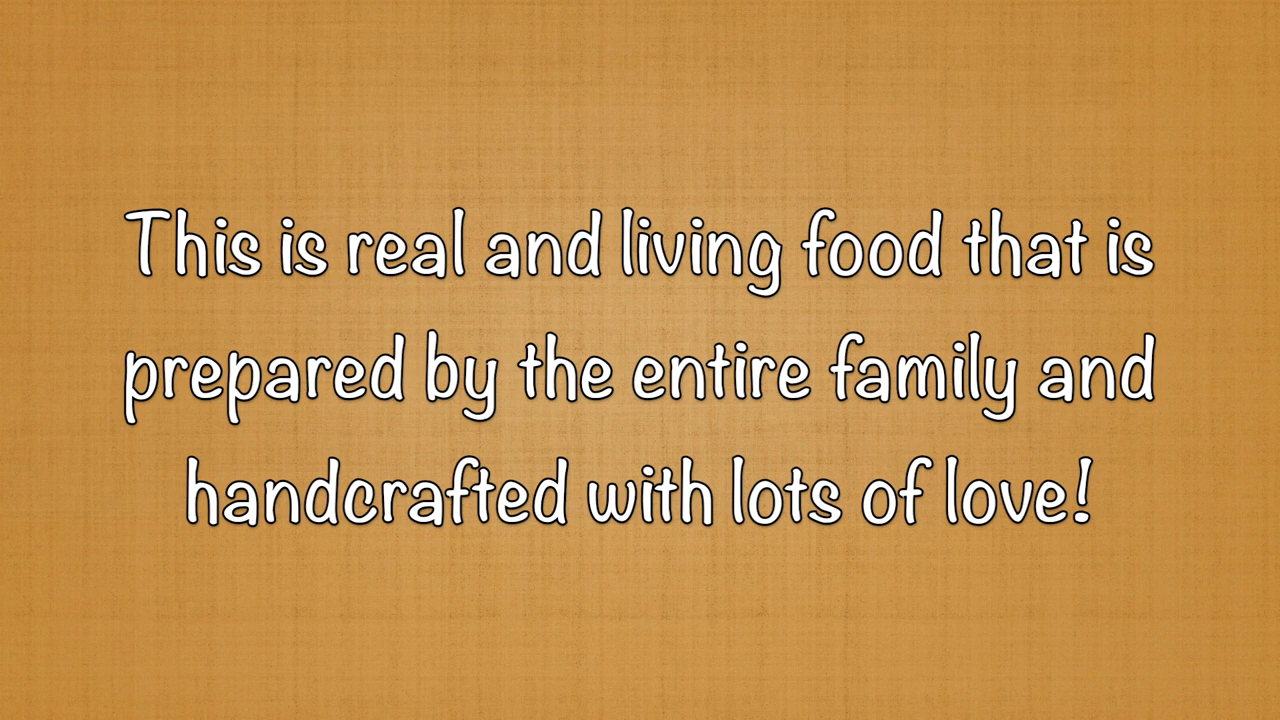 This is real and living food that is
prepared by the entire family and
handcrafted with lots of love!